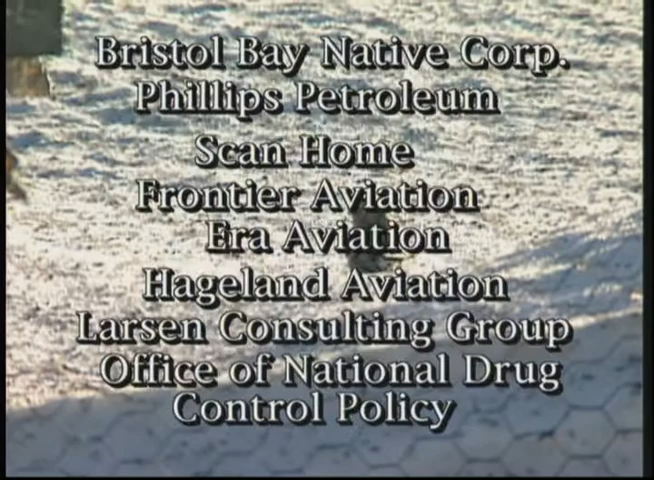 Bristol Bay Native Corp.
Phillips Petroleum
Scan Home
Frontier Aviation
Era Aviation
Hageland Aviation
Larsen Consulting Group
Office of National Drug
Control Policy